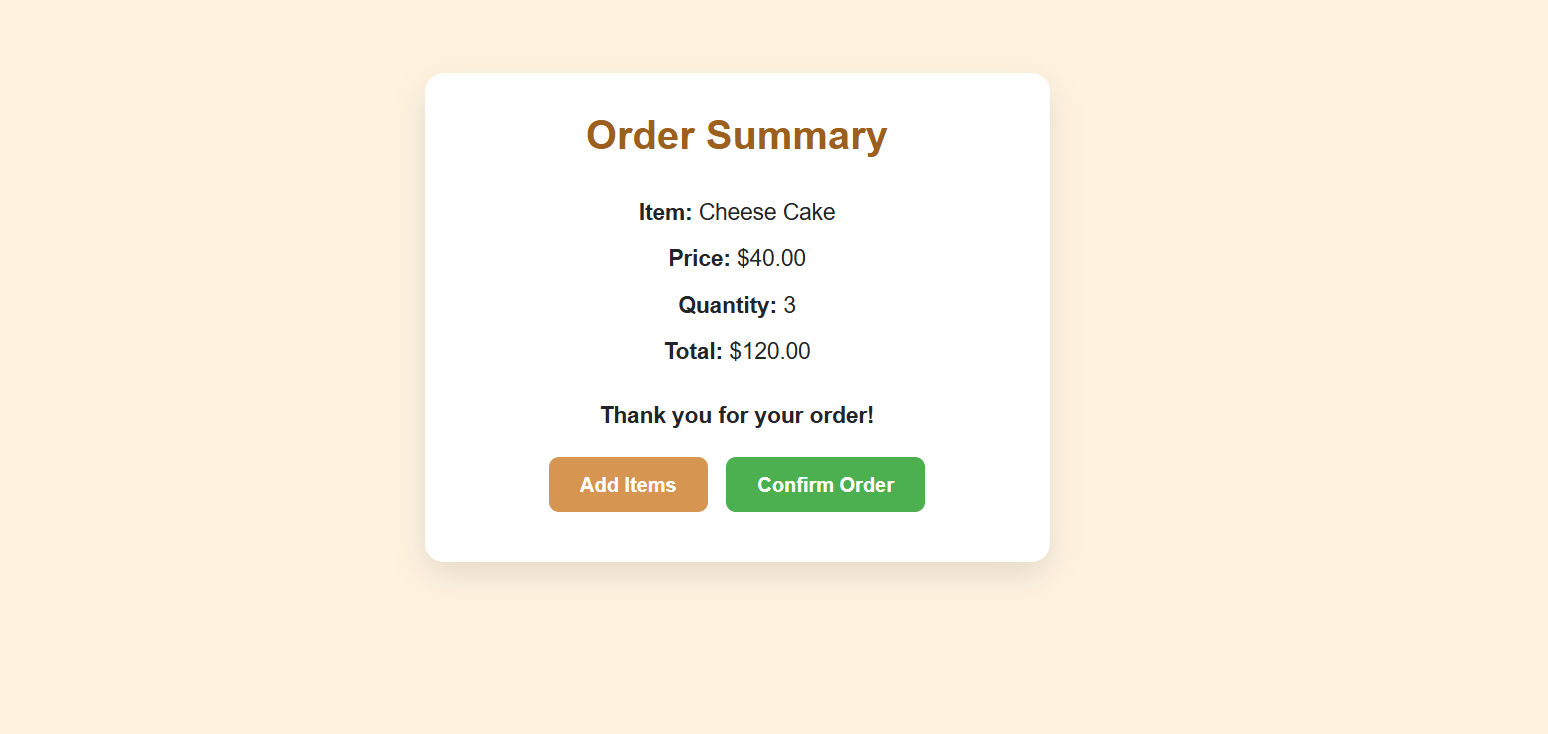 Order Summary
Item: Cheese Cake
Price: $40.00
Quantity: 3
Total: $120.00
Thank you for your order!
Add Items
Confirm Order